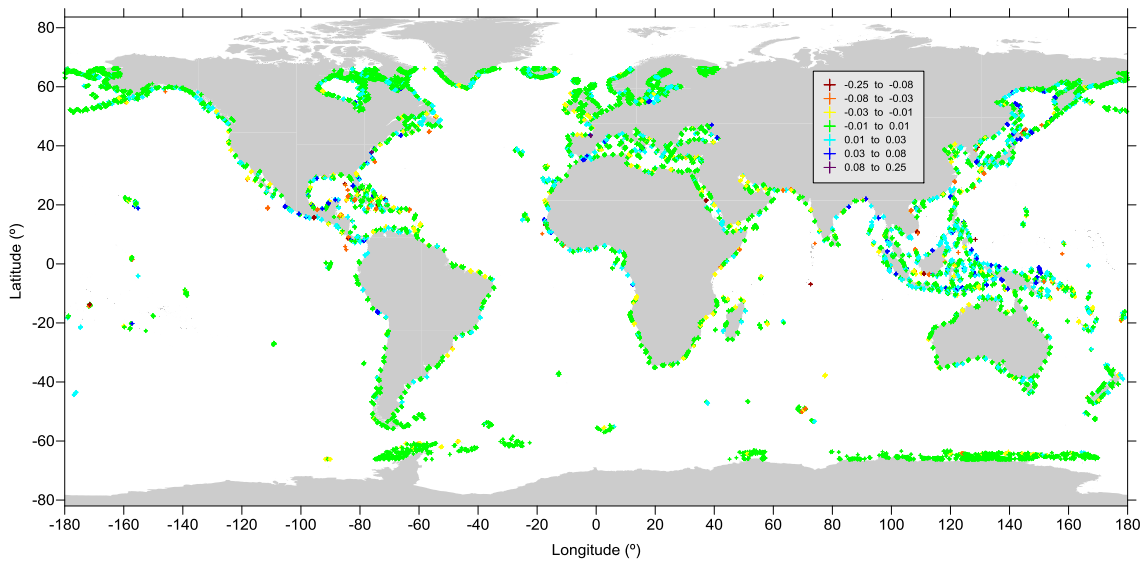 80
60
40
20
0
-20
-40
-60
-80
Latitude (º)
-0.25 to -0.08
-0.08 to -0.03
-0.03 to -0.01
-0.01 to 0.01
0.01 to 0.03
0.03 to 0.08
0.08 to 0.25
-180 -160 -140 -120 -100 -80 -60 -40 -20 0 20 40 60 80 100 120 140 160 180
Longitude (º)